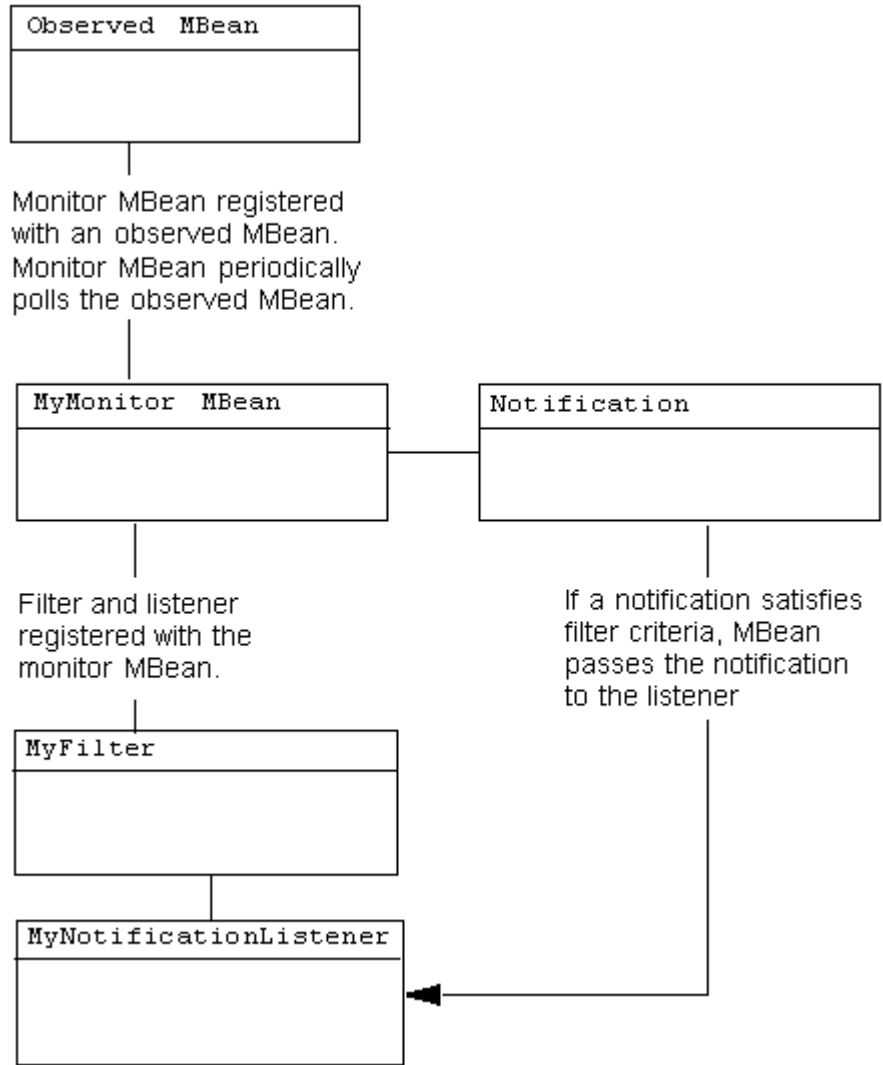 Observed MBean
Monitor MBean registered
with an observed MBean.
Monitor MBean periodically
polls the observed MBean.
MyMonitor MBean
Notification
Filter and listener
registered with the
monitor MBean.
If a notification satisfies
filter criteria, MBean
passes the notification
to the listener
MyFilter
MyNotificationListener